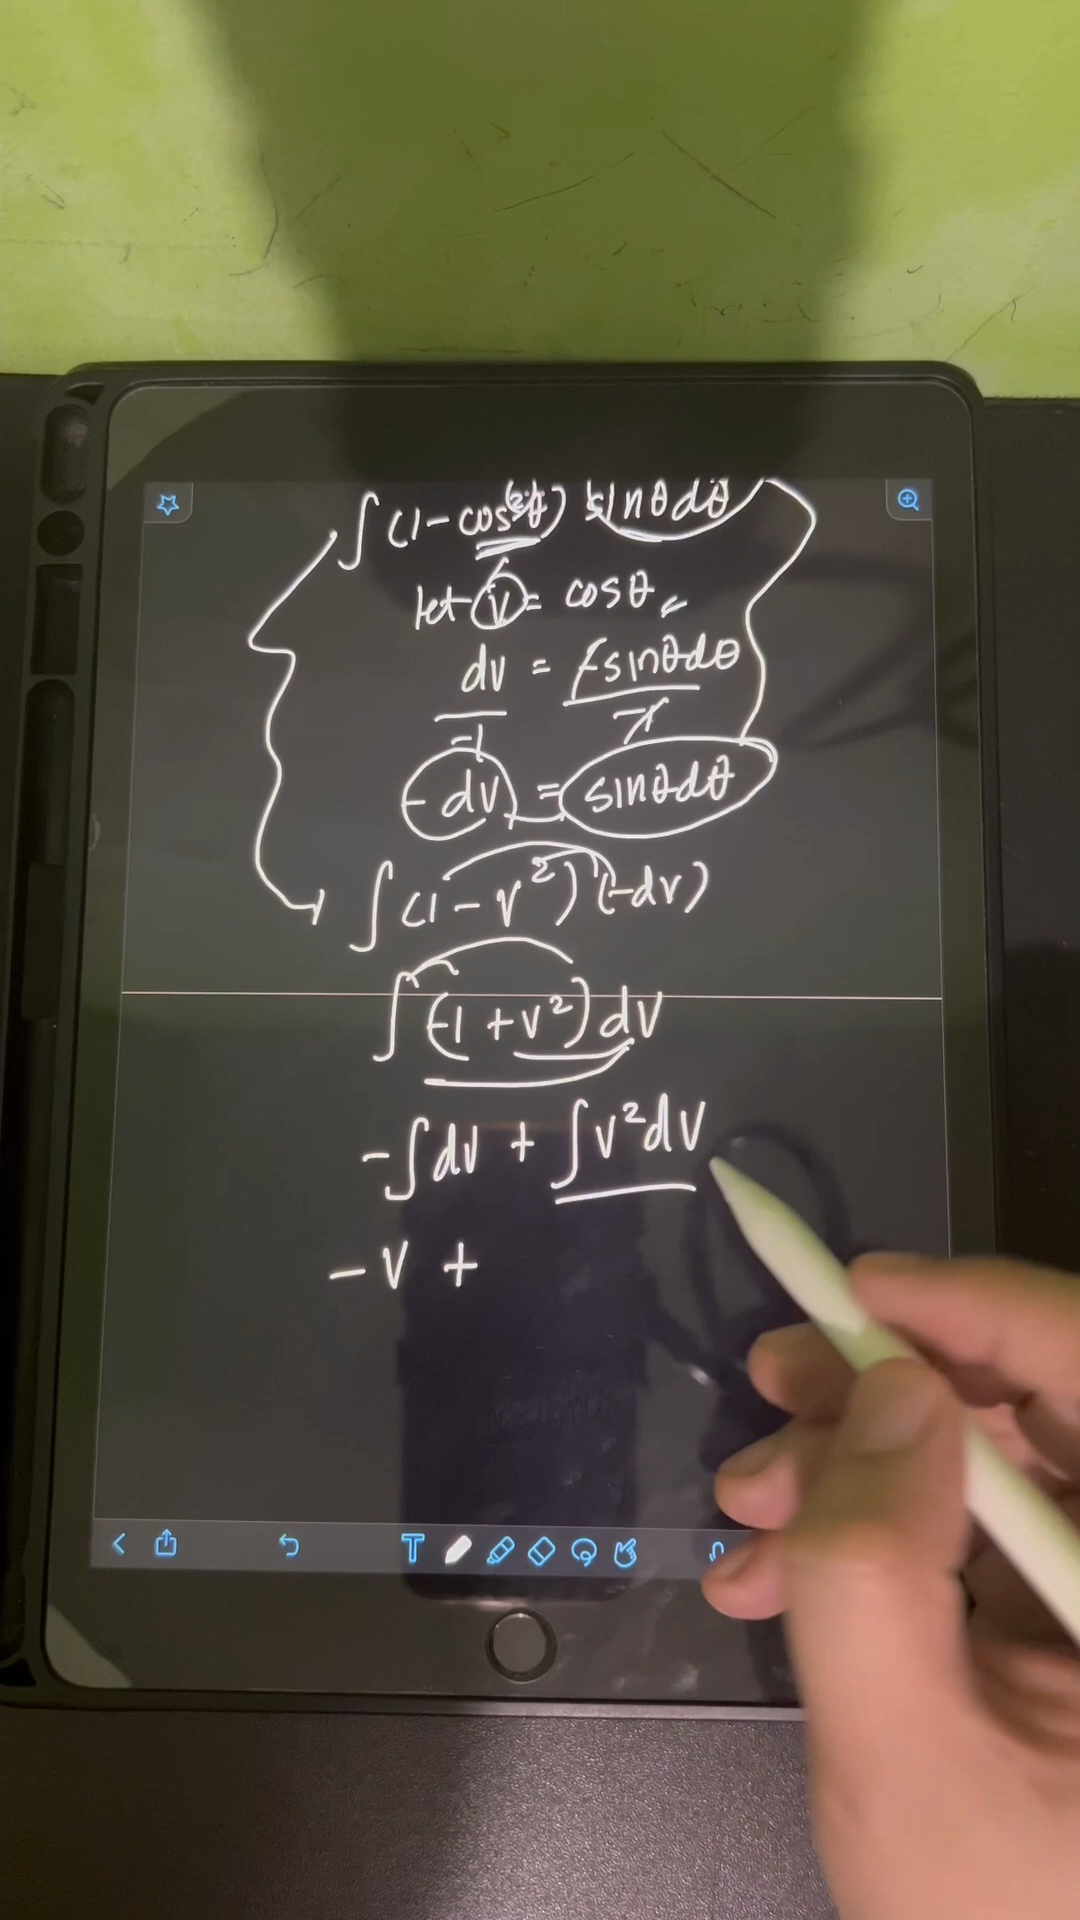 ∫(1-cos²θ) sinθdθ
let v = cosθ
dv = -sinθdθ
-1 -1
-dv = sinθdθ
∫(1-v²)(-dv)
∫(-1+v²)dv
-∫dv + ∫v²dv
-v +
T